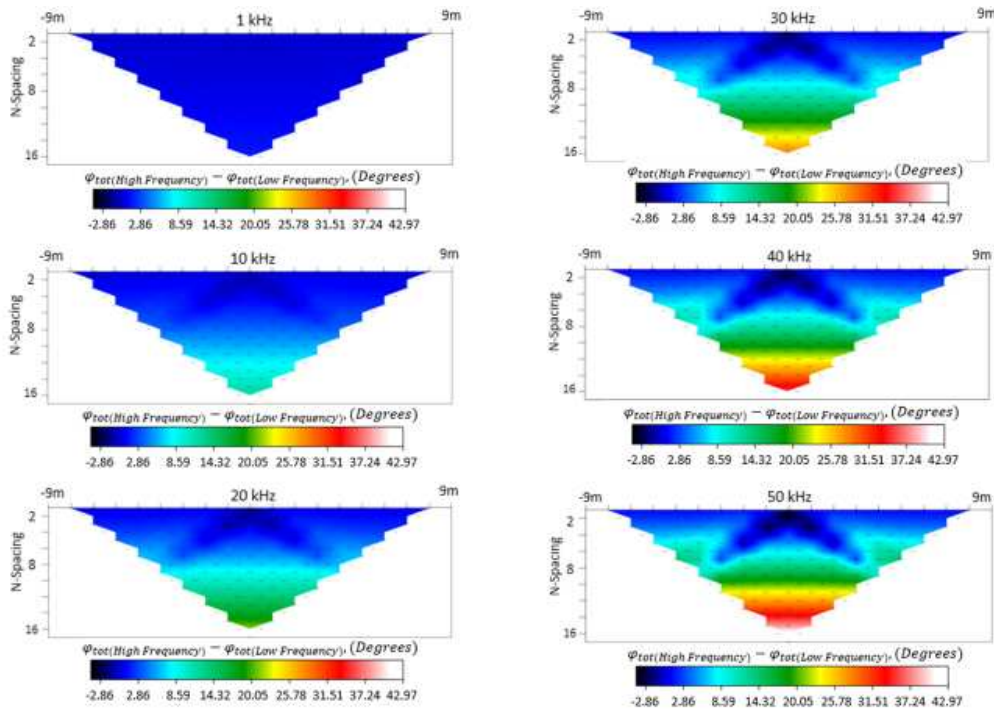 -9m 1 kHz 9m
2
8
16
N-Spacing
φtot(High Frequency) − φtot(Low Frequency), (Degrees)
-2.86 2.86 8.59 14.32 20.05 25.78 31.51 37.24 42.97
-9m 10 kHz 9m
2
8
16
N-Spacing
φtot(High Frequency) − φtot(Low Frequency), (Degrees)
-2.86 2.86 8.59 14.32 20.05 25.78 31.51 37.24 42.97
-9m 20 kHz 9m
2
8
16
N-Spacing
φtot(High Frequency) − φtot(Low Frequency), (Degrees)
-2.86 2.86 8.59 14.32 20.05 25.78 31.51 37.24 42.97
-9m 30 kHz 9m
2
8
16
N-Spacing
φtot(High Frequency) − φtot(Low Frequency), (Degrees)
-2.86 2.86 8.59 14.32 20.05 25.78 31.51 37.24 42.97
-9m 40 kHz 9m
2
8
16
N-Spacing
φtot(High Frequency) − φtot(Low Frequency), (Degrees)
-2.86 2.86 8.59 14.32 20.05 25.78 31.51 37.24 42.97
-9m 50 kHz 9m
2
8
16
N-Spacing
φtot(High Frequency) − φtot(Low Frequency), (Degrees)
-2.86 2.86 8.59 14.32 20.05 25.78 31.51 37.24 42.97